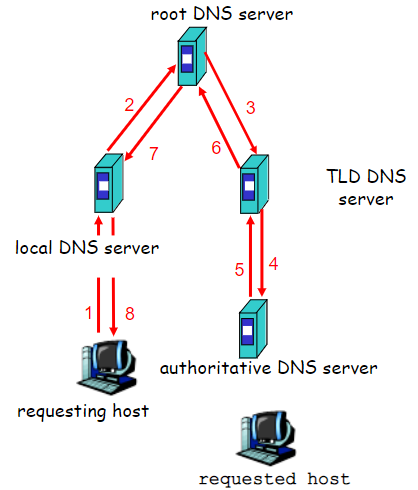 root DNS server
2
3
7
6
TLD DNS
server
local DNS server
5
4
1
8
authoritative DNS server
requesting host
requested host